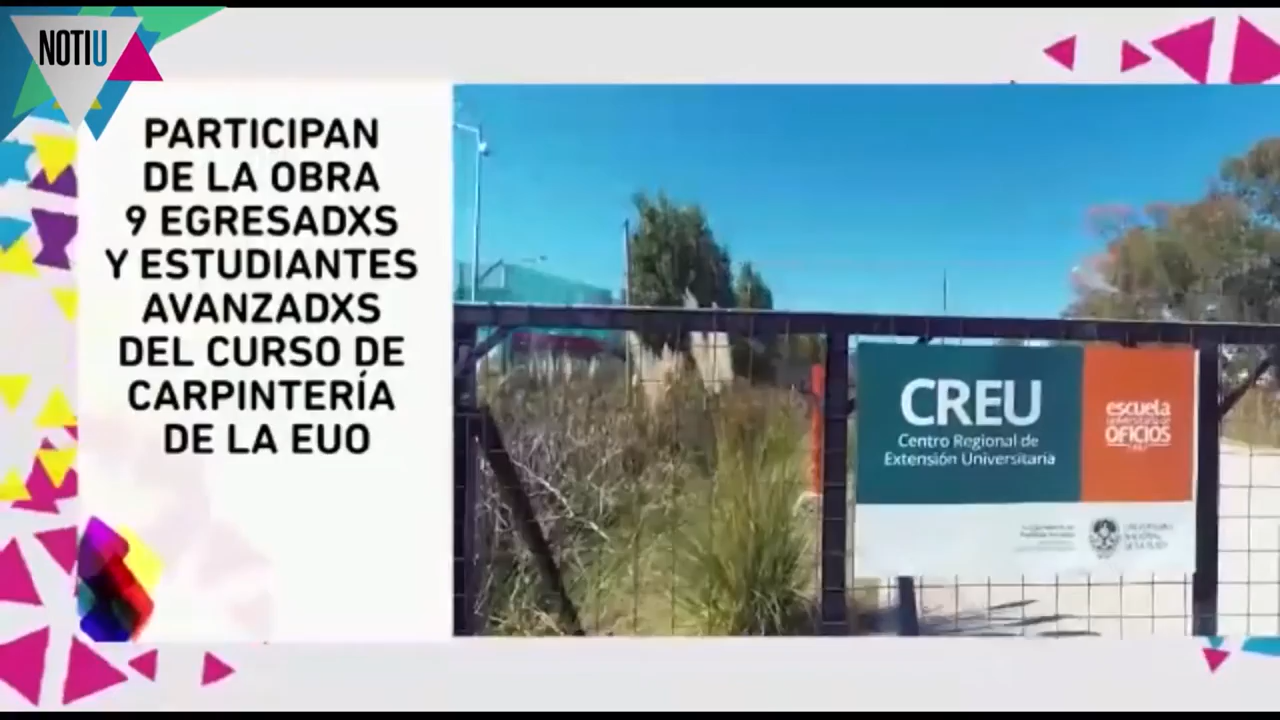 NOTIU
PARTICIPAN
DE LA OBRA
9 EGRESADXS
Y ESTUDIANTES
AVANZADXS
DEL CURSO DE
CARPINTERÍA
DE LA EUO
CREU
Centro Regional de
Extensión Universitaria
escuela
OFICIOS